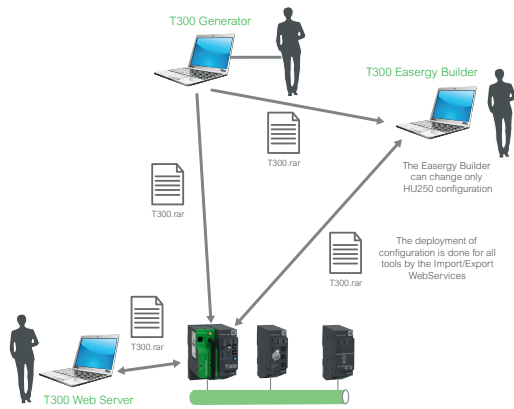 T300 Generator
T300 Easergy Builder
T300.rar
The Easergy Builder
can change only
HU250 configuration
T300.rar
The deployment of
configuration is done for all
tools by the Import/Export
WebServices
T300.rar
T300.rar
T300
T300 Web Server